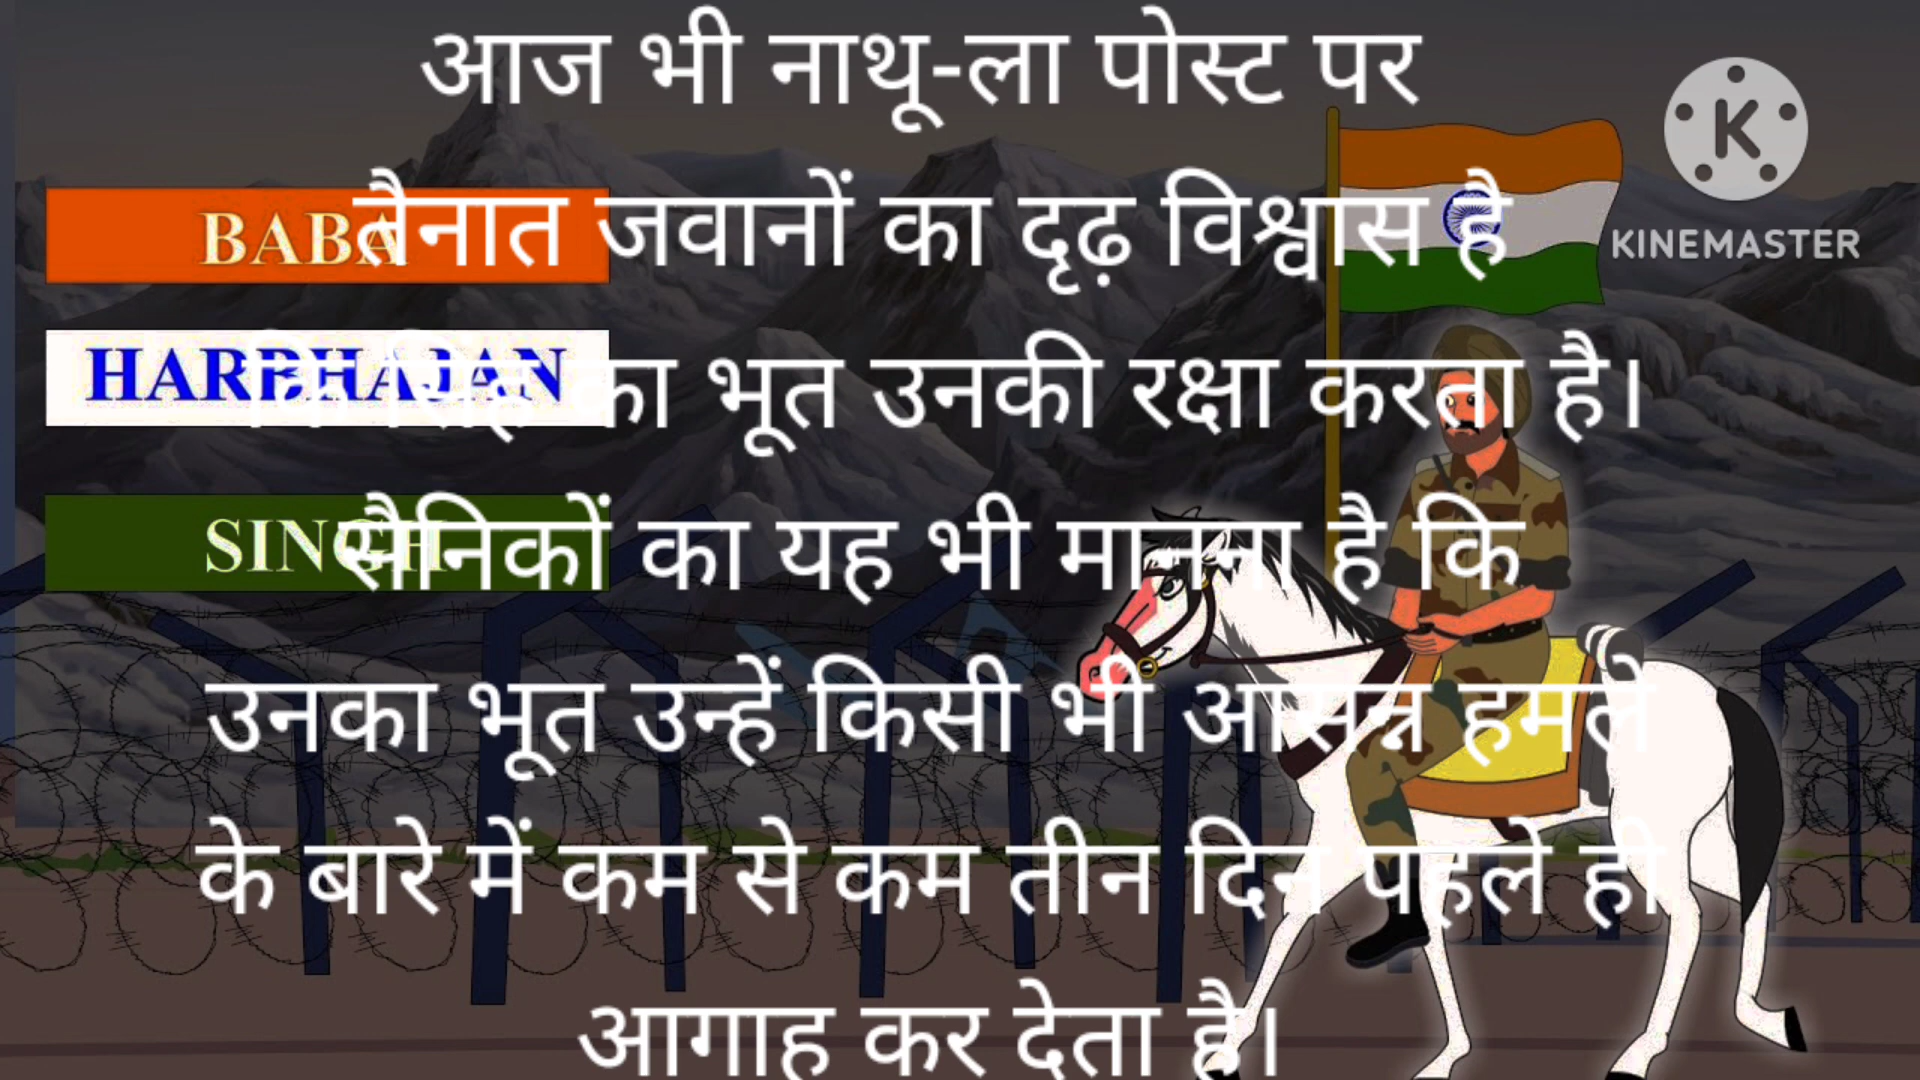 आज भी नाथू-ला पोस्ट पर
तैनात जवानों का दृढ़ विश्वास है
कि सिंह का भूत उनकी रक्षा करता है।
सैनिकों का यह भी मानना है कि
उनका भूत उन्हें किसी भी आसन्न हमले
के बारे में कम से कम तीन दिन पहले ही
आगाह कर देता है।
BABA
HARBHAJAN
SINGH
K
KINEMASTER